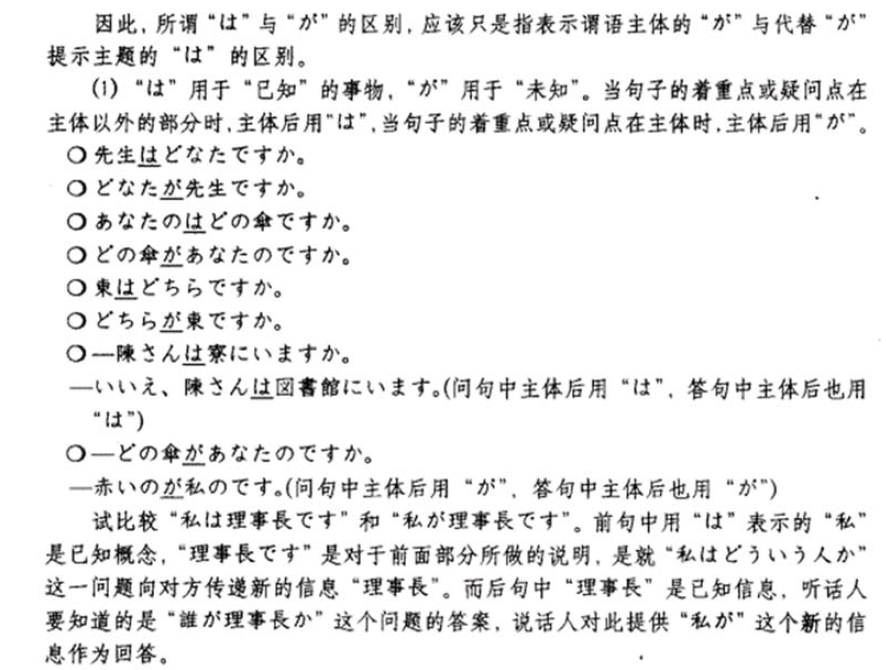 因此，所谓“は”与“が”的区别，应该只是指表示谓语主体的“が”与代替“が”
提示主题的“は”的区别。
(1) “は”用于“已知”的事物，“が”用于“未知”。当句子的着重点或疑问点在
主体以外的部分时，主体后用“は”，当句子的着重点或疑问点在主体时，主体后用“が”。
○先生はどなたですか。
○どなたが先生ですか。
○あなたのはどの傘ですか。
○どの傘があなたのですか。
○東はどちらですか。
○どちらが東ですか。
○—陳さんは寮にいますか。
—いいえ、陳さんは図書館にいます。(问句中主体后用“は”，答句中主体后也用
“は”)
○—どの傘があなたのですか。
—赤いのが私のです。(问句中主体后用“が”，答句中主体后也用“が”)
试比较“私は理事長です”和“私が理事長です”。前句中用“は”表示的“私”
是已知概念，“理事長です”是对于前面部分所做的说明，是就“私はどういう人か”
这一问题向对方传递新的信息“理事長”。而后句中“理事長”是已知信息，听话人
要知道的是“誰が理事長か”这个问题的答案，说话人对此提供“私が”这个新的信
息作为回答。